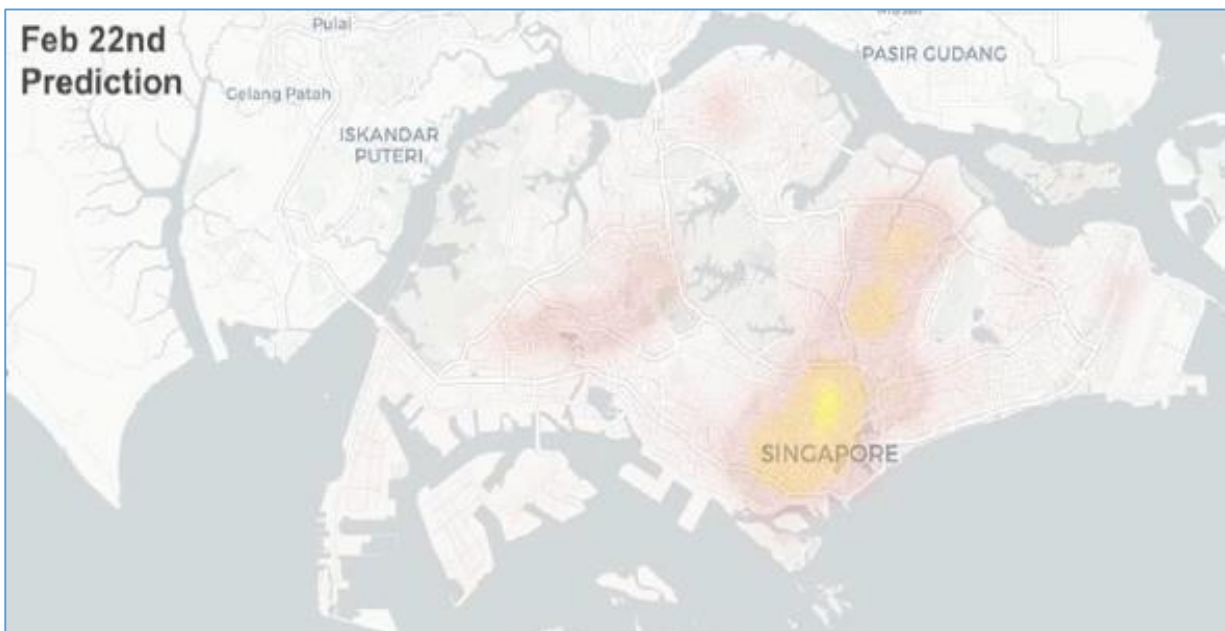 Feb 22nd
Prediction
Pulai
PASIR GUDANG
Gelang Patah
ISKANDAR
PUTERI
SINGAPORE